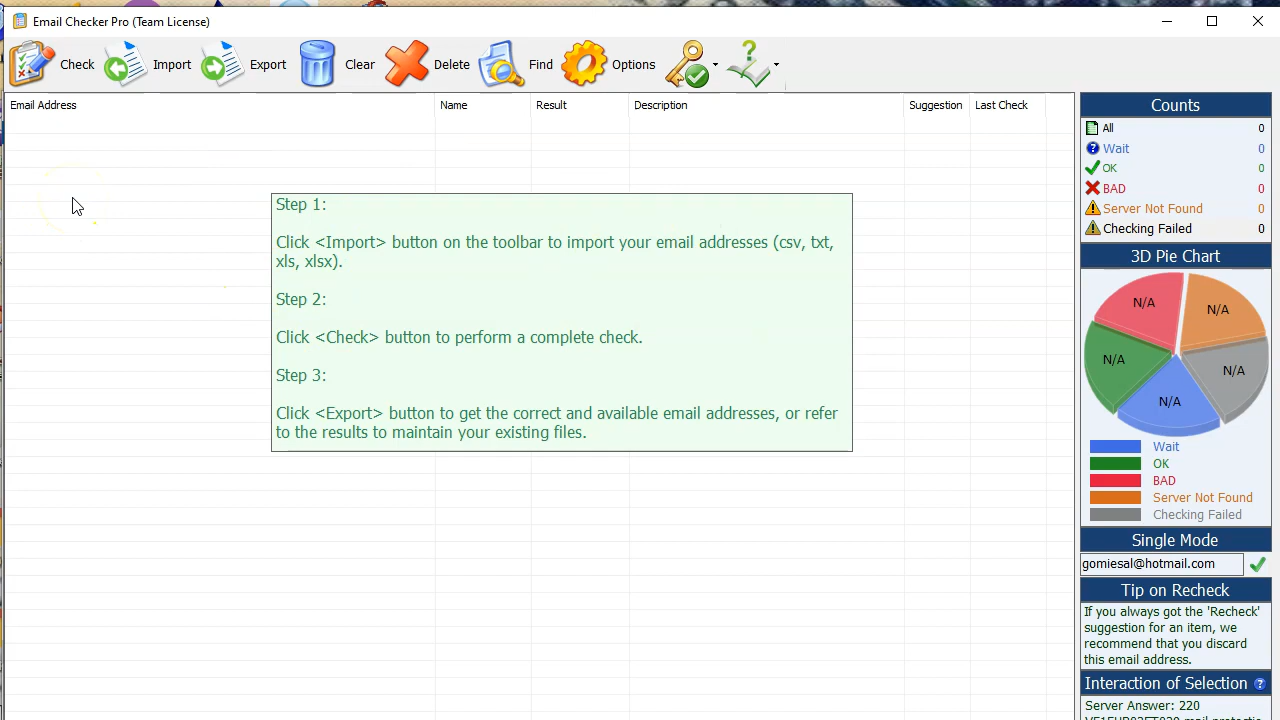 Email Checker Pro (Team License)
Check Import Export Clear Delete Find Options
Email Address Name Result Description Suggestion Last Check
Step 1:
Click <Import> button on the toolbar to import your email addresses (csv, txt,
xls, xlsx).
Step 2:
Click <Check> button to perform a complete check.
Step 3:
Click <Export> button to get the correct and available email addresses, or refer
to the results to maintain your existing files.
Counts
All 0
Wait 0
OK 0
BAD 0
Server Not Found 0
Checking Failed 0
3D Pie Chart
N/A
N/A
N/A
N/A
N/A
Wait
OK
BAD
Server Not Found
Checking Failed
Single Mode
gomiesal@hotmail.com
Tip on Recheck
If you always got the 'Recheck'
suggestion for an item, we
recommend that you discard
this email address.
Interaction of Selection
Server Answer: 220